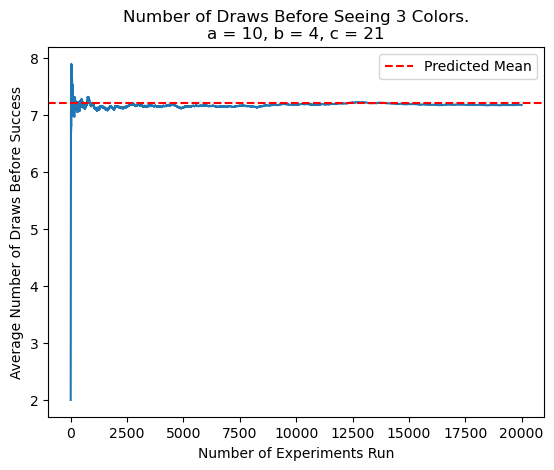 Number of Draws Before Seeing 3 Colors.
a = 10, b = 4, c = 21
Predicted Mean
Average Number of Draws Before Success
8
7
6
5
4
3
2
0 2500 5000 7500 10000 12500 15000 17500 20000
Number of Experiments Run